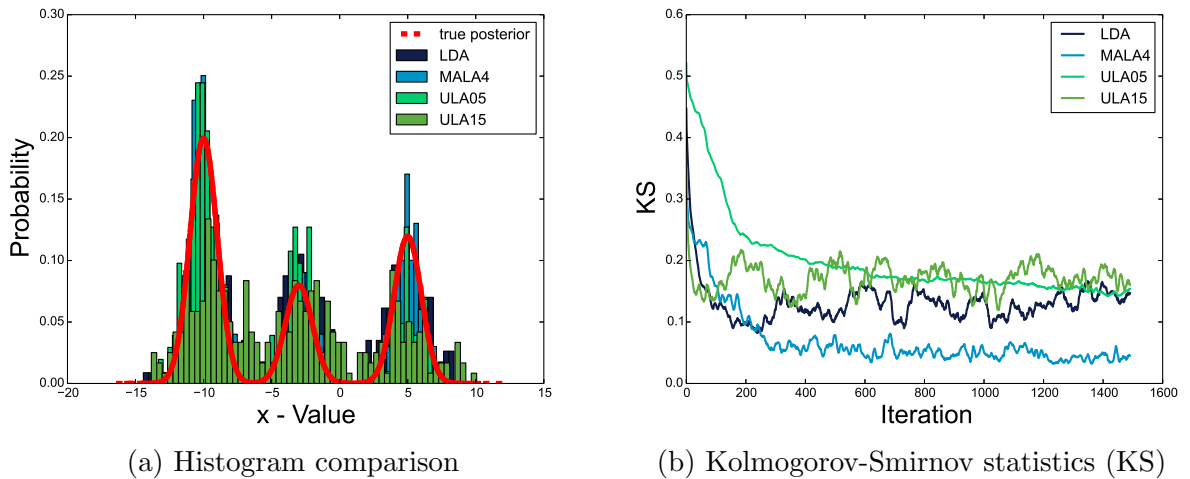 0.30
0.25
0.20
0.15
0.10
0.05
0.00
Probability
−20
−15
−10
−5
0
5
10
15
x - Value
true posterior
LDA
MALA4
ULA05
ULA15
(a) Histogram comparison
0.6
0.5
0.4
0.3
0.2
0.1
0.0
KS
0
200
400
600
800
1000
1200
1400
1600
Iteration
LDA
MALA4
ULA05
ULA15
(b) Kolmogorov-Smirnov statistics (KS)